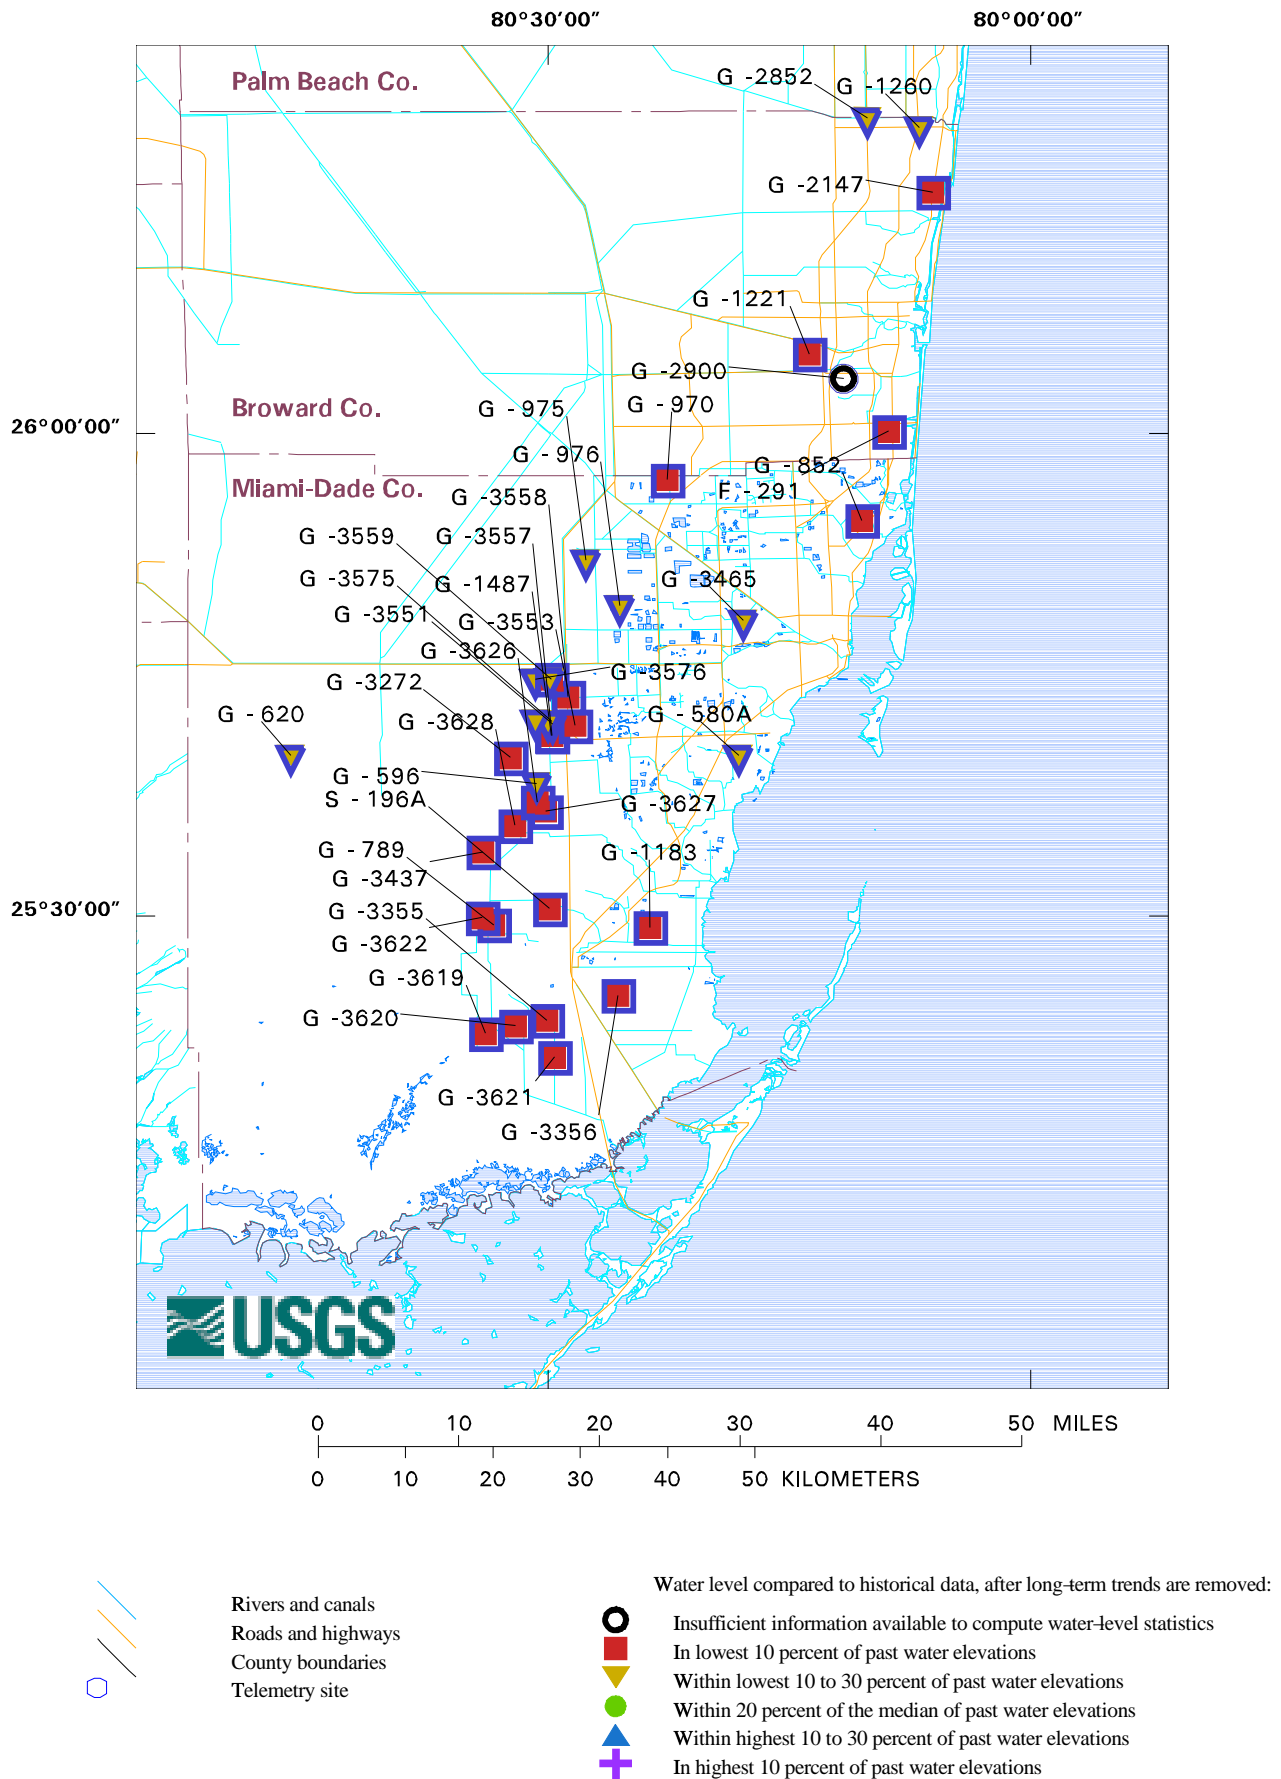 80°30'00" 80°00'00"
Palm Beach Co.
G -2852
G -1260
G -2147
G -1221
G -2900
Broward Co.
G - 975
G - 970
26°00'00"
G - 976
G - 852
Miami-Dade Co.
G -3558
F - 291
G -3559
G -3557
G -3575
G -1487
G -3465
G -3551
G -3553
G -3626
G -3576
G -3272
G - 620
G -3628
G - 580A
G - 596
S - 196A
G -3627
G - 789
G -1183
G -3437
25°30'00"
G -3355
G -3622
G -3619
G -3620
G -3621
G -3356
USGS
0 10 20 30 40 50 MILES
0 10 20 30 40 50 KILOMETERS
Rivers and canals
Roads and highways
County boundaries
Telemetry site
Water level compared to historical data, after long-term trends are removed:
Insufficient information available to compute water-level statistics
In lowest 10 percent of past water elevations
Within lowest 10 to 30 percent of past water elevations
Within 20 percent of the median of past water elevations
Within highest 10 to 30 percent of past water elevations
In highest 10 percent of past water elevations